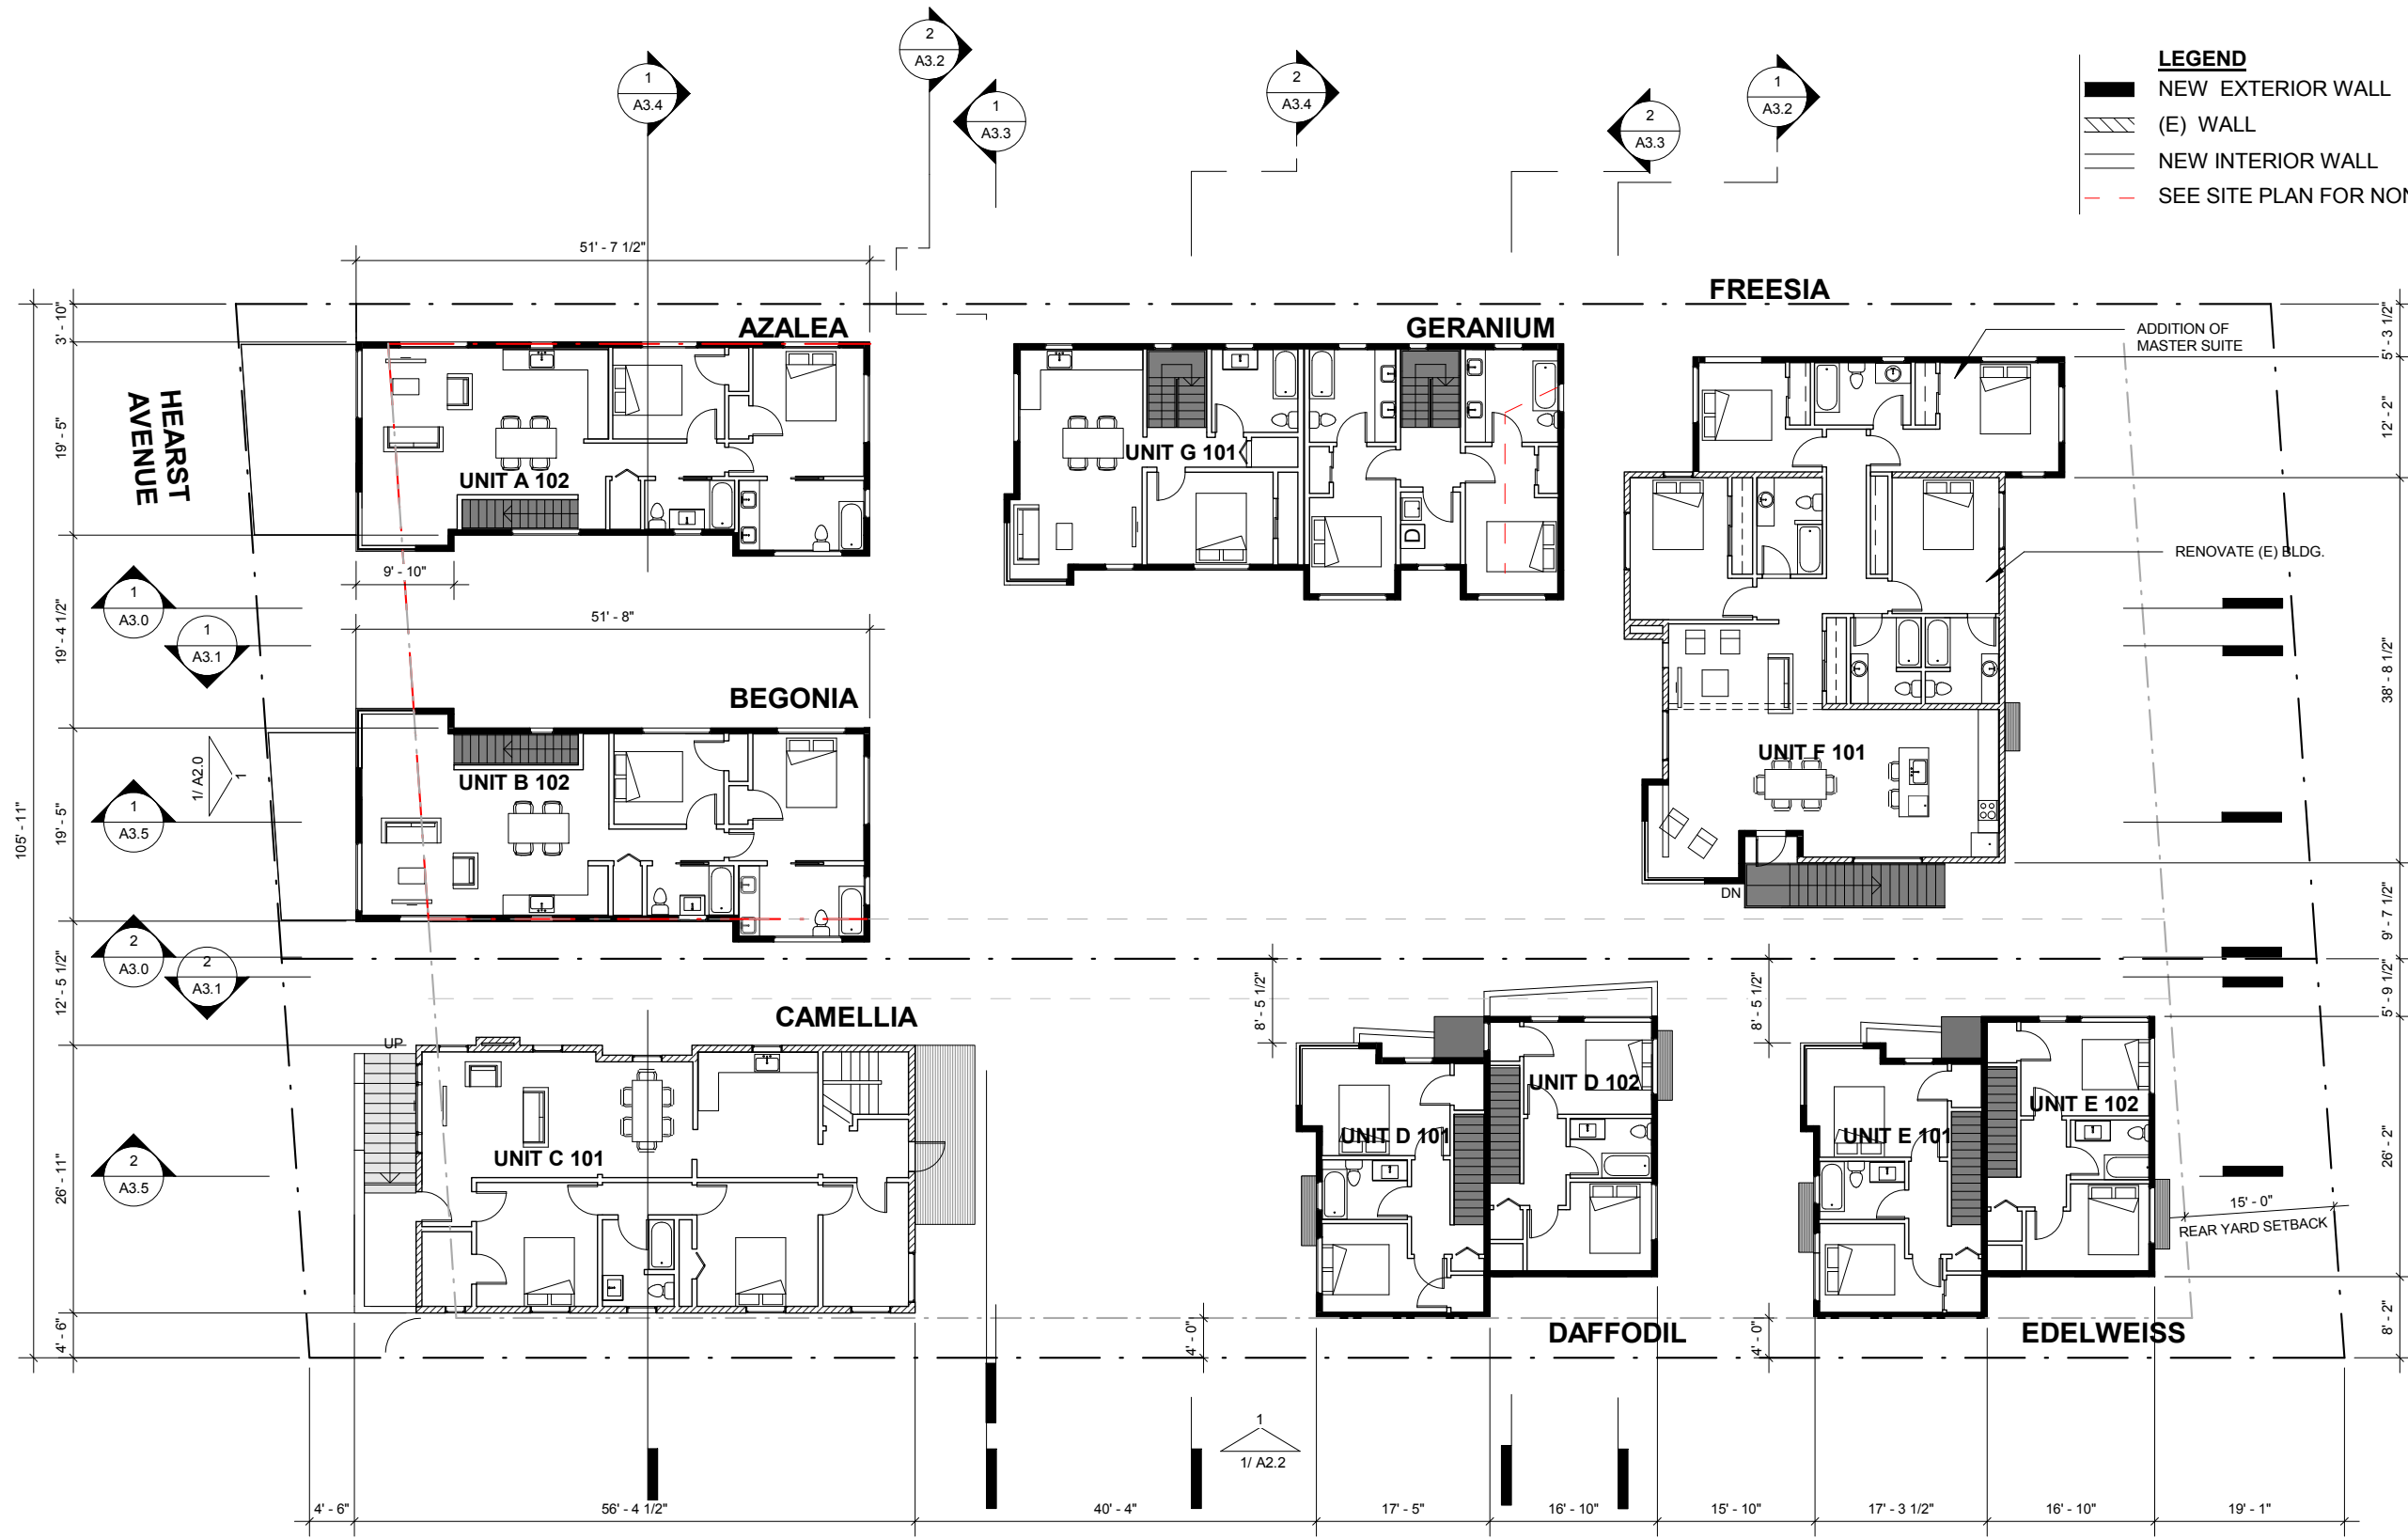 2
A3.2
1
A3.4
1
A3.3
2
A3.4
2
A3.3
1
A3.2
LEGEND
NEW EXTERIOR WALL
(E) WALL
NEW INTERIOR WALL
SEE SITE PLAN FOR NON
51' - 7 1/2"
FREESIA
AZALEA
GERANIUM
ADDITION OF
MASTER SUITE
HEARST
AVENUE
3' - 10"
19' - 5"
19' - 4 1/2"
19' - 5"
12' - 5 1/2"
26' - 11"
4' - 6"
105' - 11"
5' - 3 1/2"
12' - 2"
38' - 8 1/2"
9' - 7 1/2"
5' - 9 1/2"
26' - 2"
8' - 2"
UNIT A 102
UNIT G 101
D
9' - 10"
RENOVATE (E) BLDG.
1
A3.0
1
A3.1
51' - 8"
BEGONIA
UNIT B 102
UNIT F 101
1/ A2.0
1
1
A3.5
DN
2
A3.0
2
A3.1
8' - 5 1/2"
8' - 5 1/2"
CAMELLIA
UP
UNIT C 101
UNIT D 101
UNIT D 102
UNIT E 101
UNIT E 102
2
A3.5
15' - 0"
REAR YARD SETBACK
4' - 0"
4' - 0"
DAFFODIL
EDELWEISS
1
1/ A2.2
4' - 6"
56' - 4 1/2"
40' - 4"
17' - 5"
16' - 10"
15' - 10"
17' - 3 1/2"
16' - 10"
19' - 1"